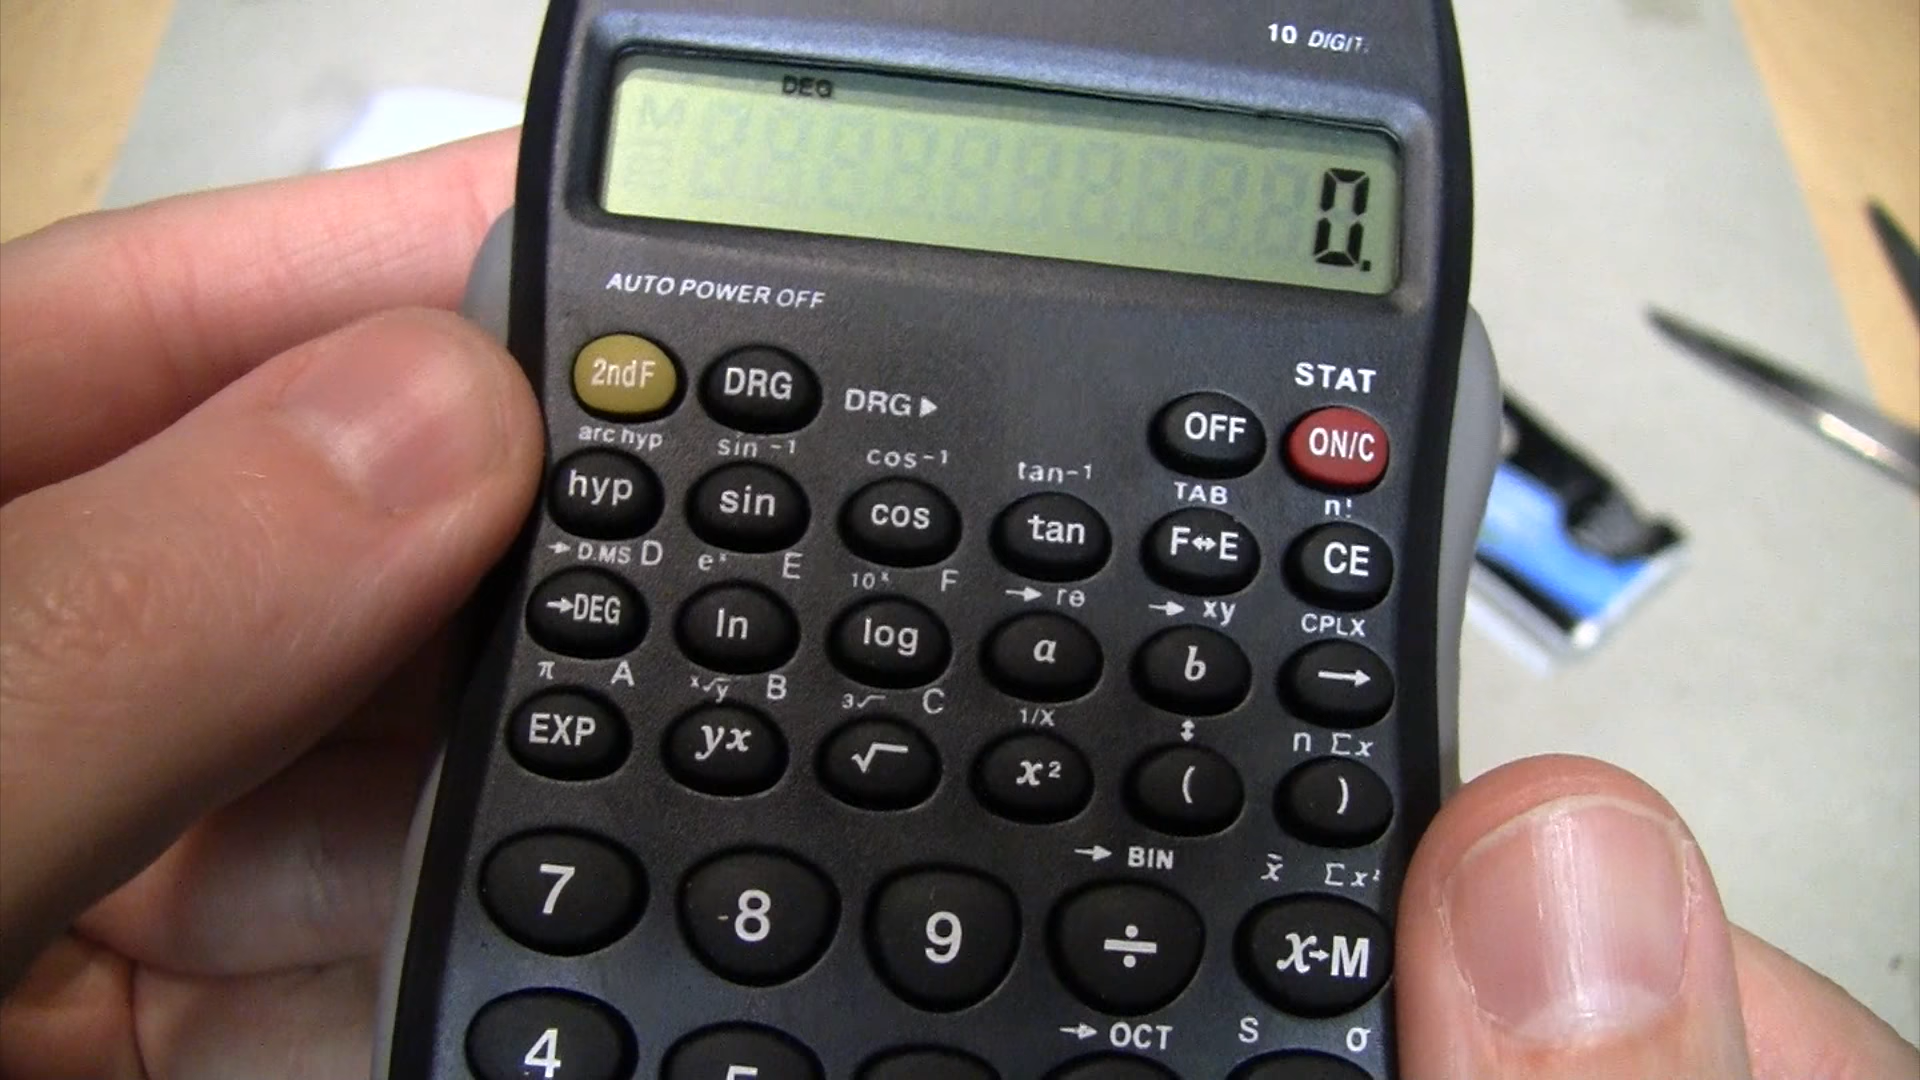 10 DIGIT
DEG
0.
AUTO POWER OFF
STAT
2ndF DRG DRG▶ OFF ON/C
arc hyp sin⁻¹ cos⁻¹ tan⁻¹ TAB n!
hyp sin cos tan F↔E CE
→D.MS D eˣ E 10ˣ F →rθ →xy CPLX
→DEG ln log a b →
π A ˣ√y B 3√ C 1/X ↕ n Σx
EXP yx √ x² ( )
→BIN x̄ Σx²
7 8 9 ÷ x→M
→OCT S σ
4 5